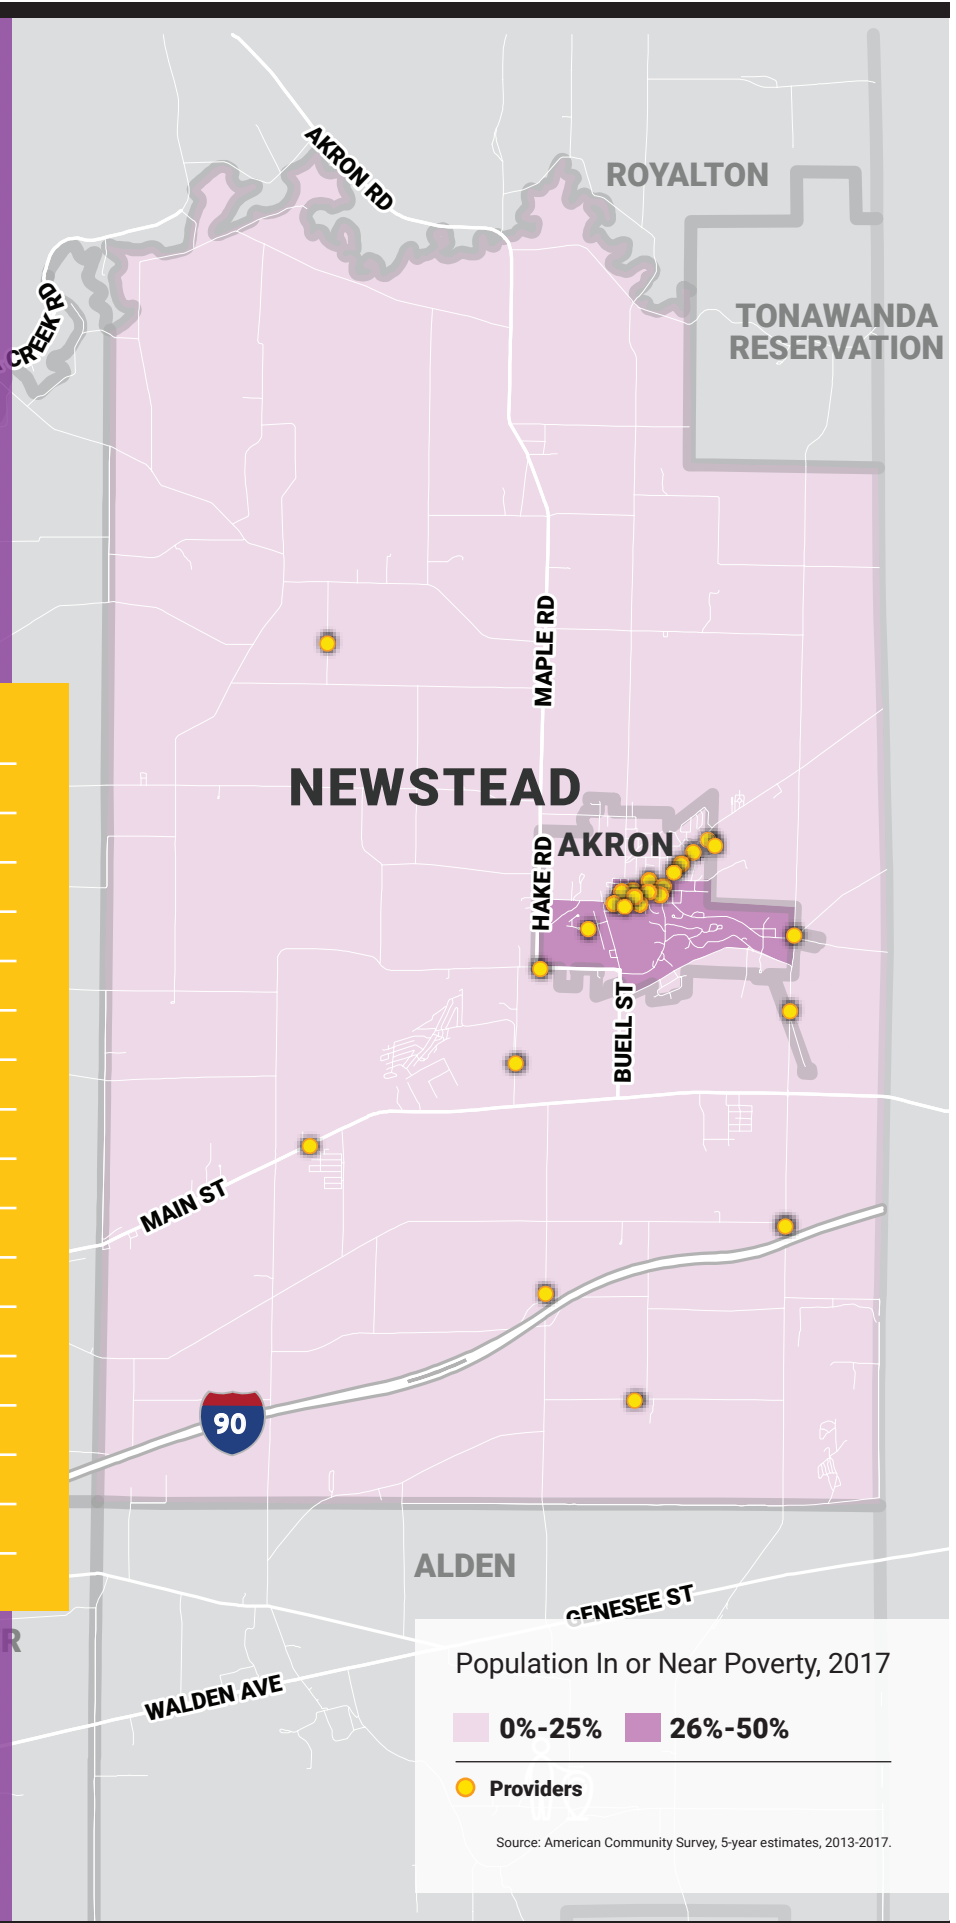 AKRON RD
ROYALTON
TONAWANDA
RESERVATION
CREEK RD
MAPLE RD
NEWSTEAD
AKRON
HAKE RD
BUELL ST
MAIN ST
90
ALDEN
GENESEE ST
R
WALDEN AVE
Population In or Near Poverty, 2017
0%-25% 26%-50%
Providers
Source: American Community Survey, 5-year estimates, 2013-2017.